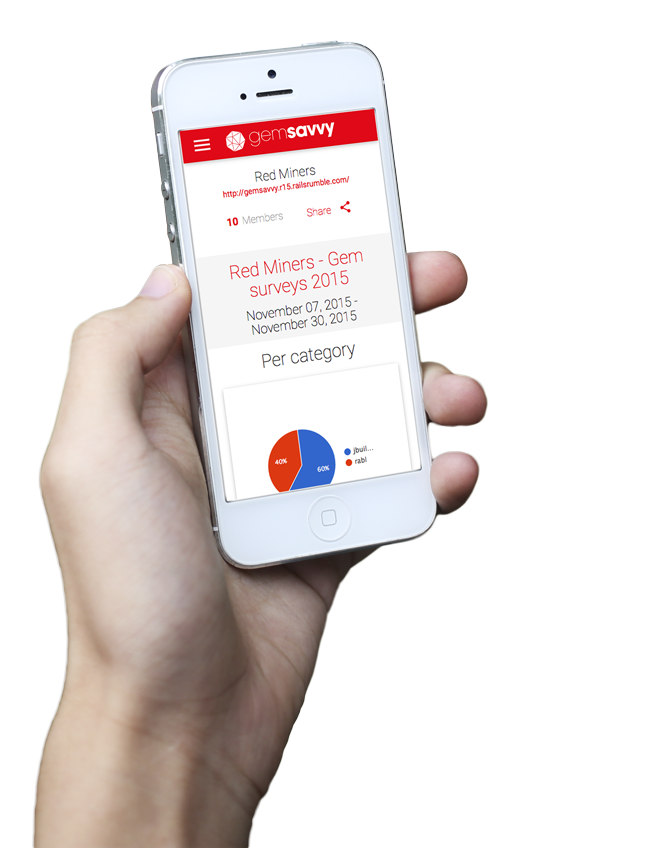 gemsavvy
Red Miners
http://gemsavvy.r15.railsrumble.com/
10 Members Share
Red Miners - Gem
surveys 2015
November 07, 2015 -
November 30, 2015
Per category
40%
60%
jbuil...
rabl